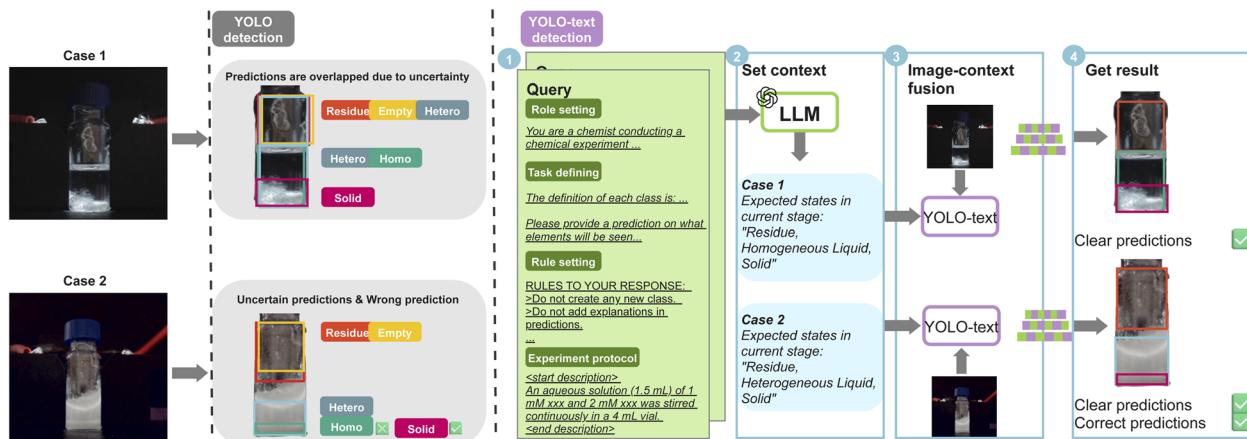 YOLO
detection
YOLO-text
detection
Case 1
Predictions are overlapped due to uncertainty
Residue Empty Hetero
Hetero Homo
Solid
Case 2
Uncertain predictions & Wrong prediction
Residue Empty
Hetero
Homo Solid
1
Query
Role setting
You are a chemist conducting a
chemical experiment ...
Task defining
The definition of each class is: ...
Please provide a prediction on what
elements will be seen...
Rule setting
RULES TO YOUR RESPONSE:
>Do not create any new class.
>Do not add explanations in
predictions.
...
Experiment protocol
<start description>
An aqueous solution (1.5 mL) of 1
mM xxx and 2 mM xxx was stirred
continuously in a 4 mL vial.
<end description>
2
Set context
LLM
Case 1
Expected states in
current stage:
"Residue,
Homogeneous Liquid,
Solid"
Case 2
Expected states in
current stage:
"Residue,
Heterogeneous Liquid,
Solid"
3
Image-context
fusion
YOLO-text
YOLO-text
4
Get result
Clear predictions
Clear predictions
Correct predictions